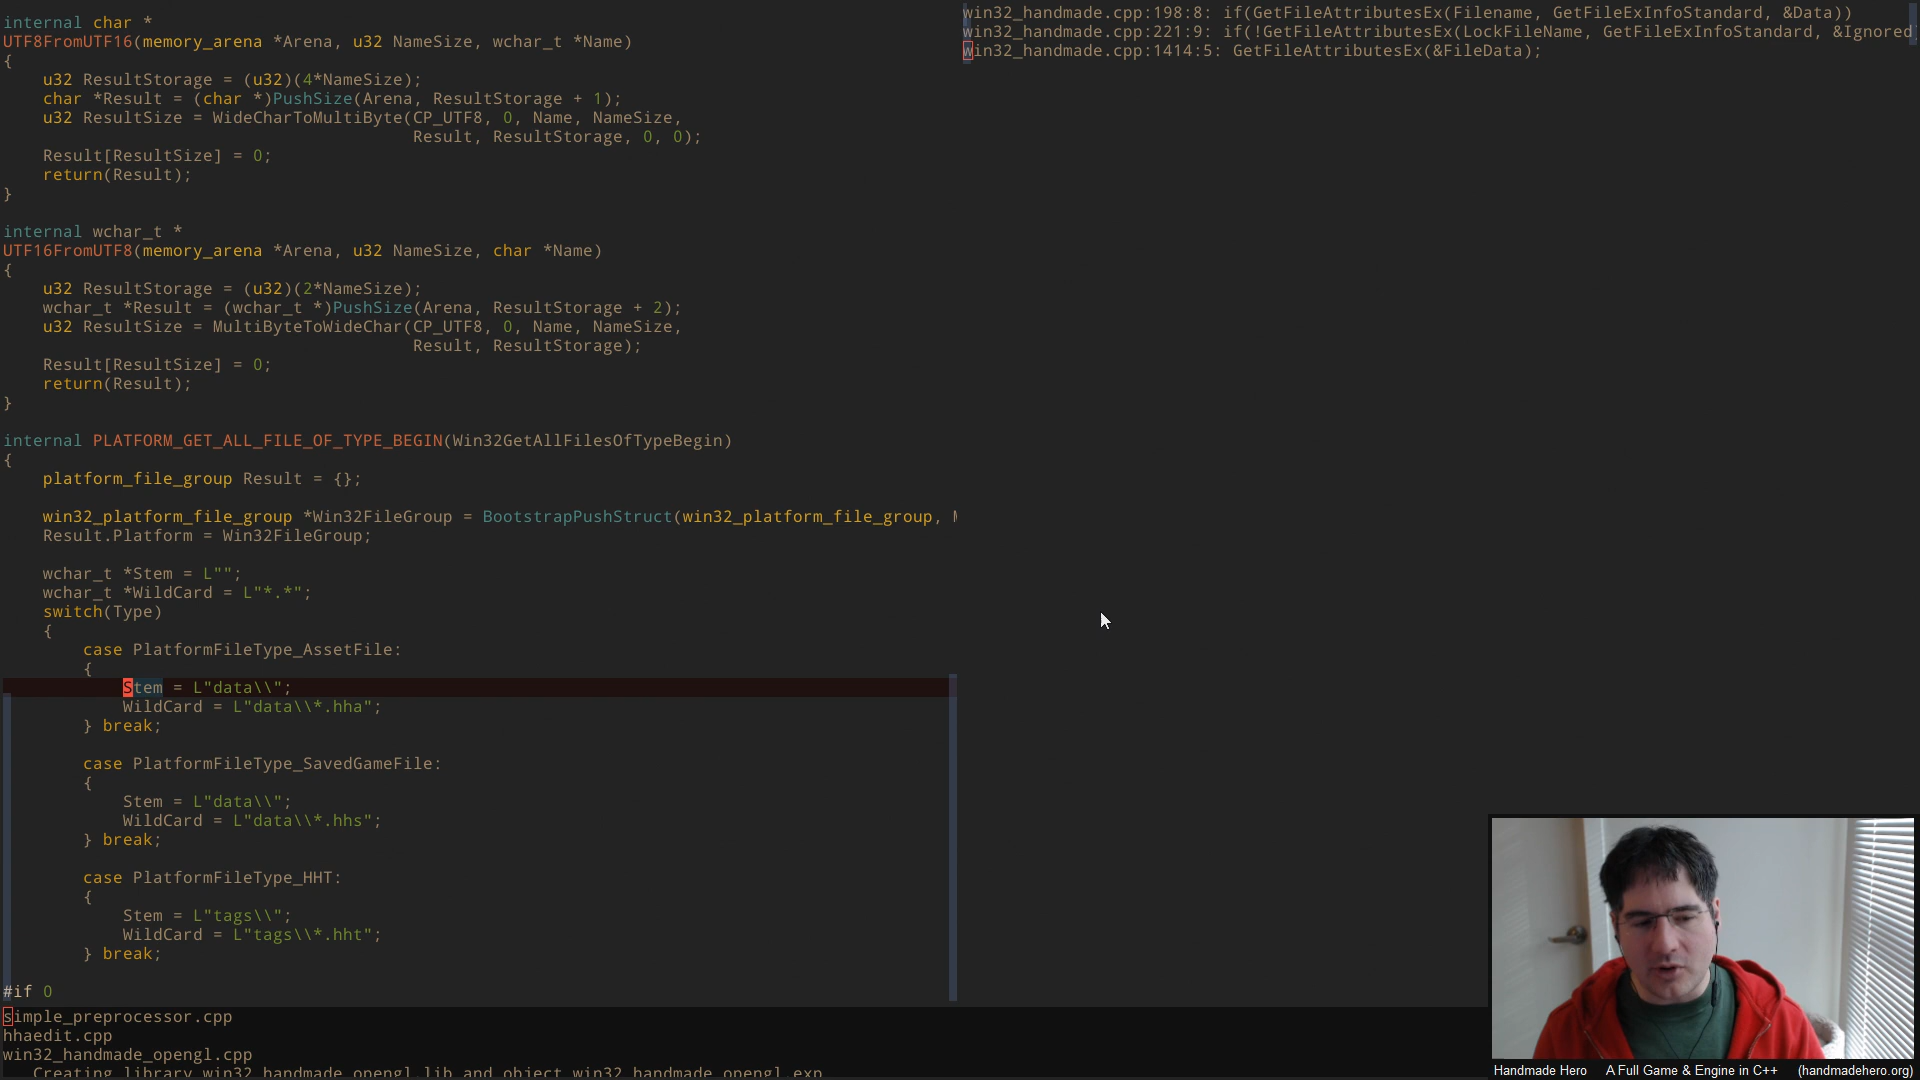 internal char *
UTF8FromUTF16(memory_arena *Arena, u32 NameSize, wchar_t *Name)
{
    u32 ResultStorage = (u32)(4*NameSize);
    char *Result = (char *)PushSize(Arena, ResultStorage + 1);
    u32 ResultSize = WideCharToMultiByte(CP_UTF8, 0, Name, NameSize,
                                         Result, ResultStorage, 0, 0);
    Result[ResultSize] = 0;
    return(Result);
}
internal wchar_t *
UTF16FromUTF8(memory_arena *Arena, u32 NameSize, char *Name)
{
    u32 ResultStorage = (u32)(2*NameSize);
    wchar_t *Result = (wchar_t *)PushSize(Arena, ResultStorage + 2);
    u32 ResultSize = MultiByteToWideChar(CP_UTF8, 0, Name, NameSize,
                                         Result, ResultStorage);
    Result[ResultSize] = 0;
    return(Result);
}
internal PLATFORM_GET_ALL_FILE_OF_TYPE_BEGIN(Win32GetAllFilesOfTypeBegin)
{
    platform_file_group Result = {};
    win32_platform_file_group *Win32FileGroup = BootstrapPushStruct(win32_platform_file_group,
    Result.Platform = Win32FileGroup;
    wchar_t *Stem = L"";
    wchar_t *WildCard = L"*.*";
    switch(Type)
    {
        case PlatformFileType_AssetFile:
        {
            Stem = L"data\\";
            WildCard = L"data\\*.hha";
        } break;
        case PlatformFileType_SavedGameFile:
        {
            Stem = L"data\\";
            WildCard = L"data\\*.hhs";
        } break;
        case PlatformFileType_HHT:
        {
            Stem = L"tags\\";
            WildCard = L"tags\\*.hht";
        } break;
#if 0
win32_handmade.cpp:198:8: if(GetFileAttributesEx(Filename, GetFileExInfoStandard, &Data))
win32_handmade.cpp:221:9: if(!GetFileAttributesEx(LockFileName, GetFileExInfoStandard, &Ignored
win32_handmade.cpp:1414:5: GetFileAttributesEx(&FileData);
simple_preprocessor.cpp
hhaedit.cpp
win32_handmade_opengl.cpp
   Creating library win32_handmade_opengl.lib and object win32_handmade_opengl.exp
Handmade Hero A Full Game & Engine in C++ (handmadehero.org)